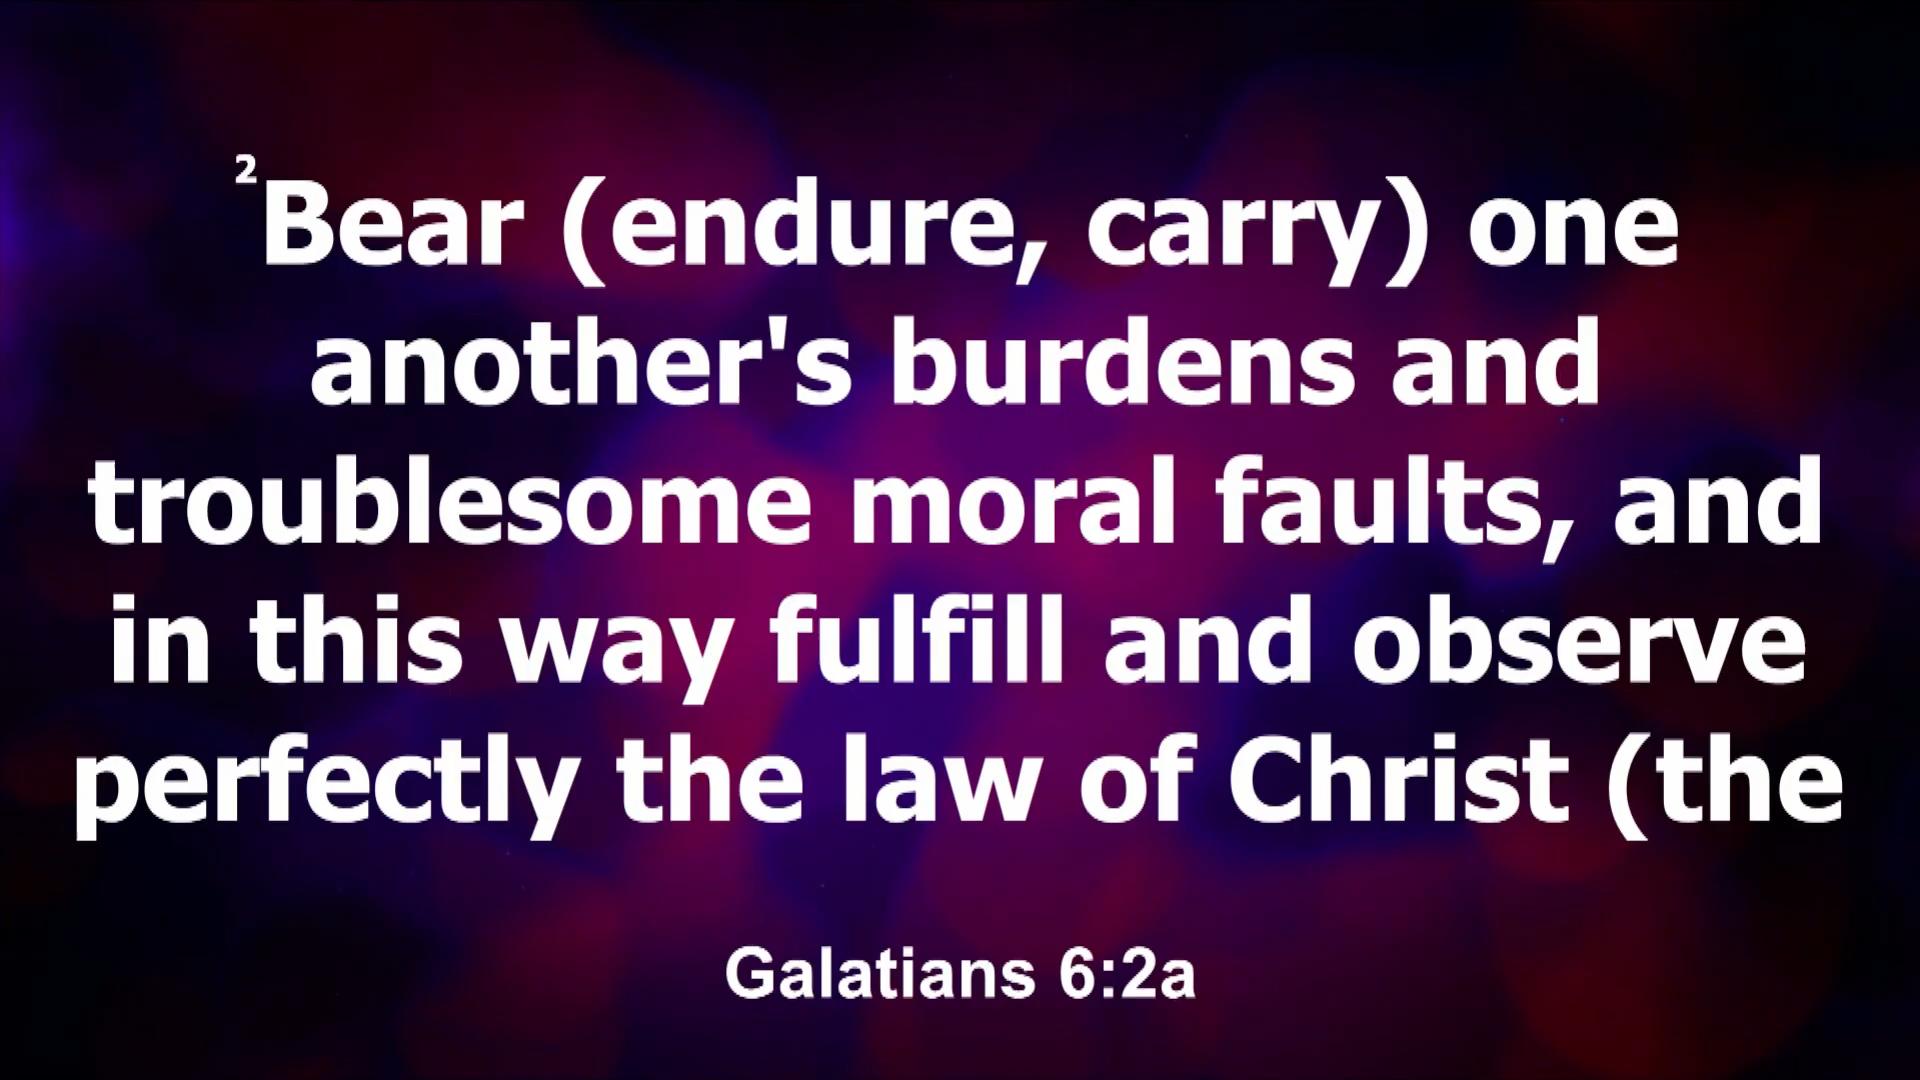 2Bear (endure, carry) one
another's burdens and
troublesome moral faults, and
in this way fulfill and observe
perfectly the law of Christ (the
Galatians 6:2a